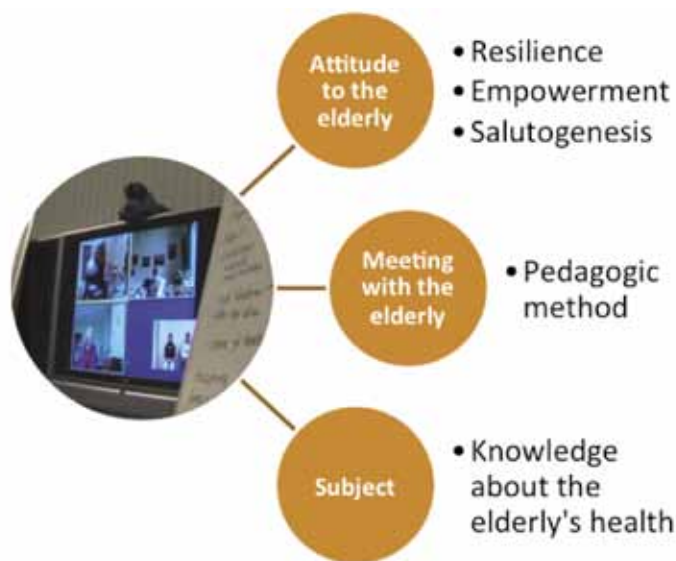 Attitude
to the
elderly
• Resilience
• Empowerment
• Salutogenesis
Meeting
with the
elderly
• Pedagogic
method
Subject
• Knowledge
about the
elderly's health